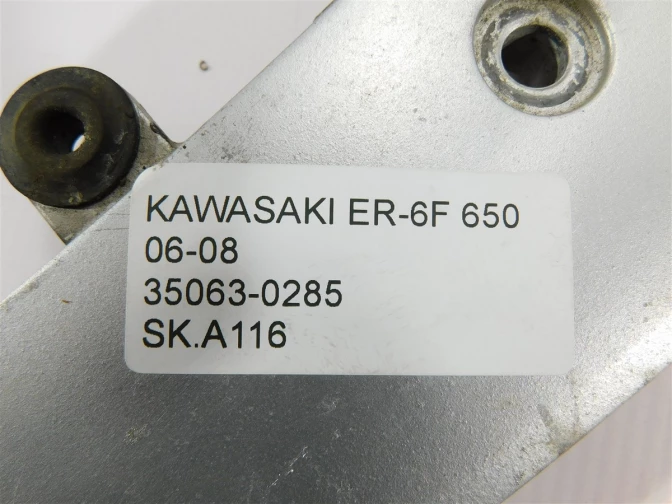 KAWASAKI ER-6F 650
06-08
35063-0285
SK.A116